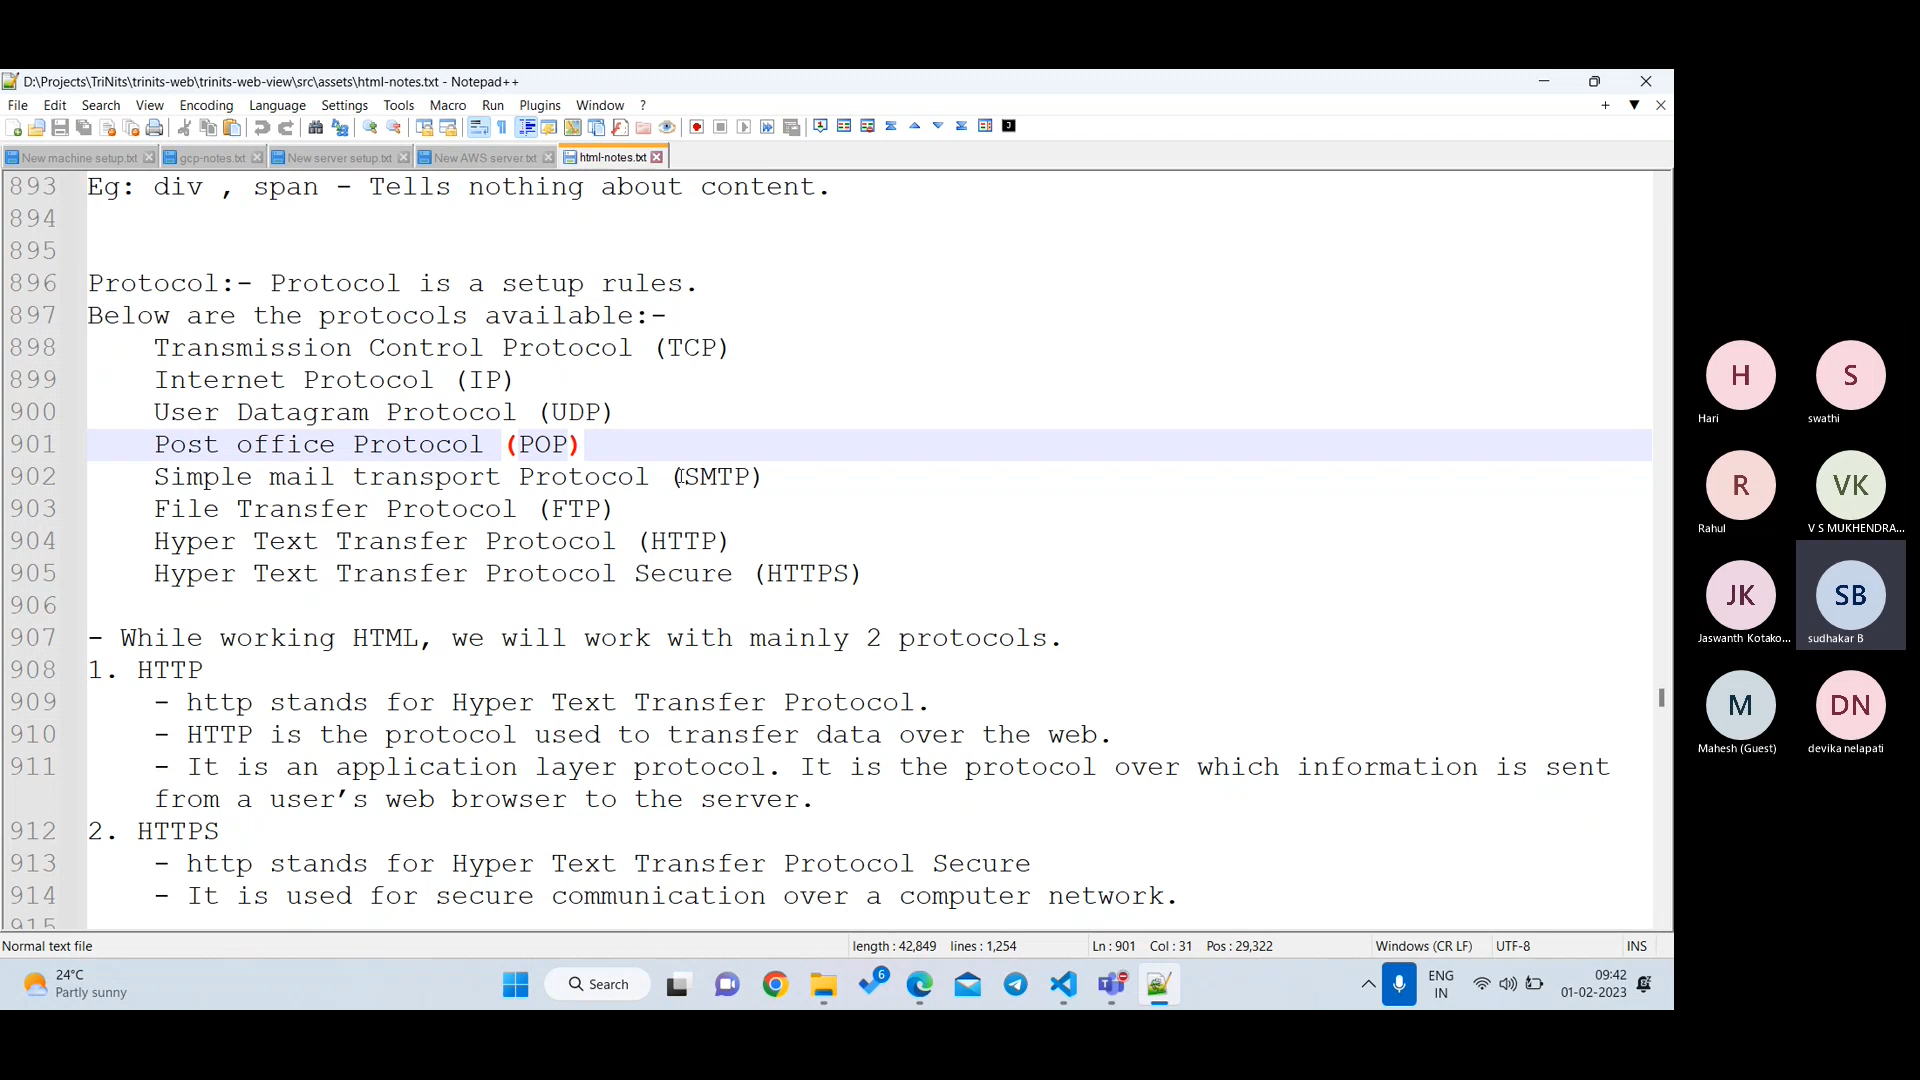 D:\Projects\TriNits\trinits-web\trinits-web-view\src\assets\html-notes.txt - Notepad++
File Edit Search View Encoding Language Settings Tools Macro Run Plugins Window ?
New machine setup.txt gcp-notes.txt New server setup.txt New AWS server.txt html-notes.txt
893 Eg: div , span - Tells nothing about content.
894
895
896 Protocol:- Protocol is a setup rules.
897 Below are the protocols available:-
898 Transmission Control Protocol (TCP)
899 Internet Protocol (IP)
900 User Datagram Protocol (UDP)
901 Post office Protocol (POP)
902 Simple mail transport Protocol (SMTP)
903 File Transfer Protocol (FTP)
904 Hyper Text Transfer Protocol (HTTP)
905 Hyper Text Transfer Protocol Secure (HTTPS)
906
907 - While working HTML, we will work with mainly 2 protocols.
908 1. HTTP
909 - http stands for Hyper Text Transfer Protocol.
910 - HTTP is the protocol used to transfer data over the web.
911 - It is an application layer protocol. It is the protocol over which information is sent
from a user’s web browser to the server.
912 2. HTTPS
913 - http stands for Hyper Text Transfer Protocol Secure
914 - It is used for secure communication over a computer network.
915
Normal text file length : 42,849 lines : 1,254 Ln : 901 Col : 31 Pos : 29,322 Windows (CR LF) UTF-8 INS
24°C
Partly sunny
Search
6
ENG
IN
09:42
01-02-2023
H S
Hari swathi
R VK
Rahul V S MUKHENDRA...
JK SB
Jaswanth Kotako... sudhakar B
M DN
Mahesh (Guest) devika nelapati